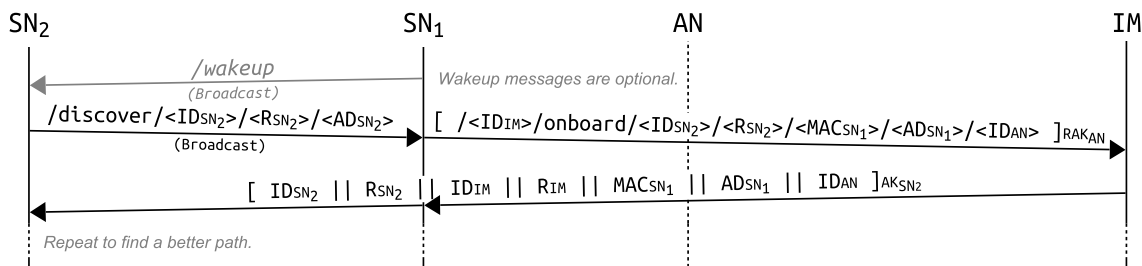 SN2 SN1 AN IM
/wakeup
(Broadcast)
Wakeup messages are optional.
/discover/<IDSN2>/<RSN2>/<ADSN2>
(Broadcast)
[ /<IDIM>/onboard/<IDSN2>/<RSN2>/<MACSN1>/<ADSN1>/<IDAN> ]RAKAN
[ IDSN2 || RSN2 || IDIM || RIM || MACSN1 || ADSN1 || IDAN ]AKSN2
Repeat to find a better path.